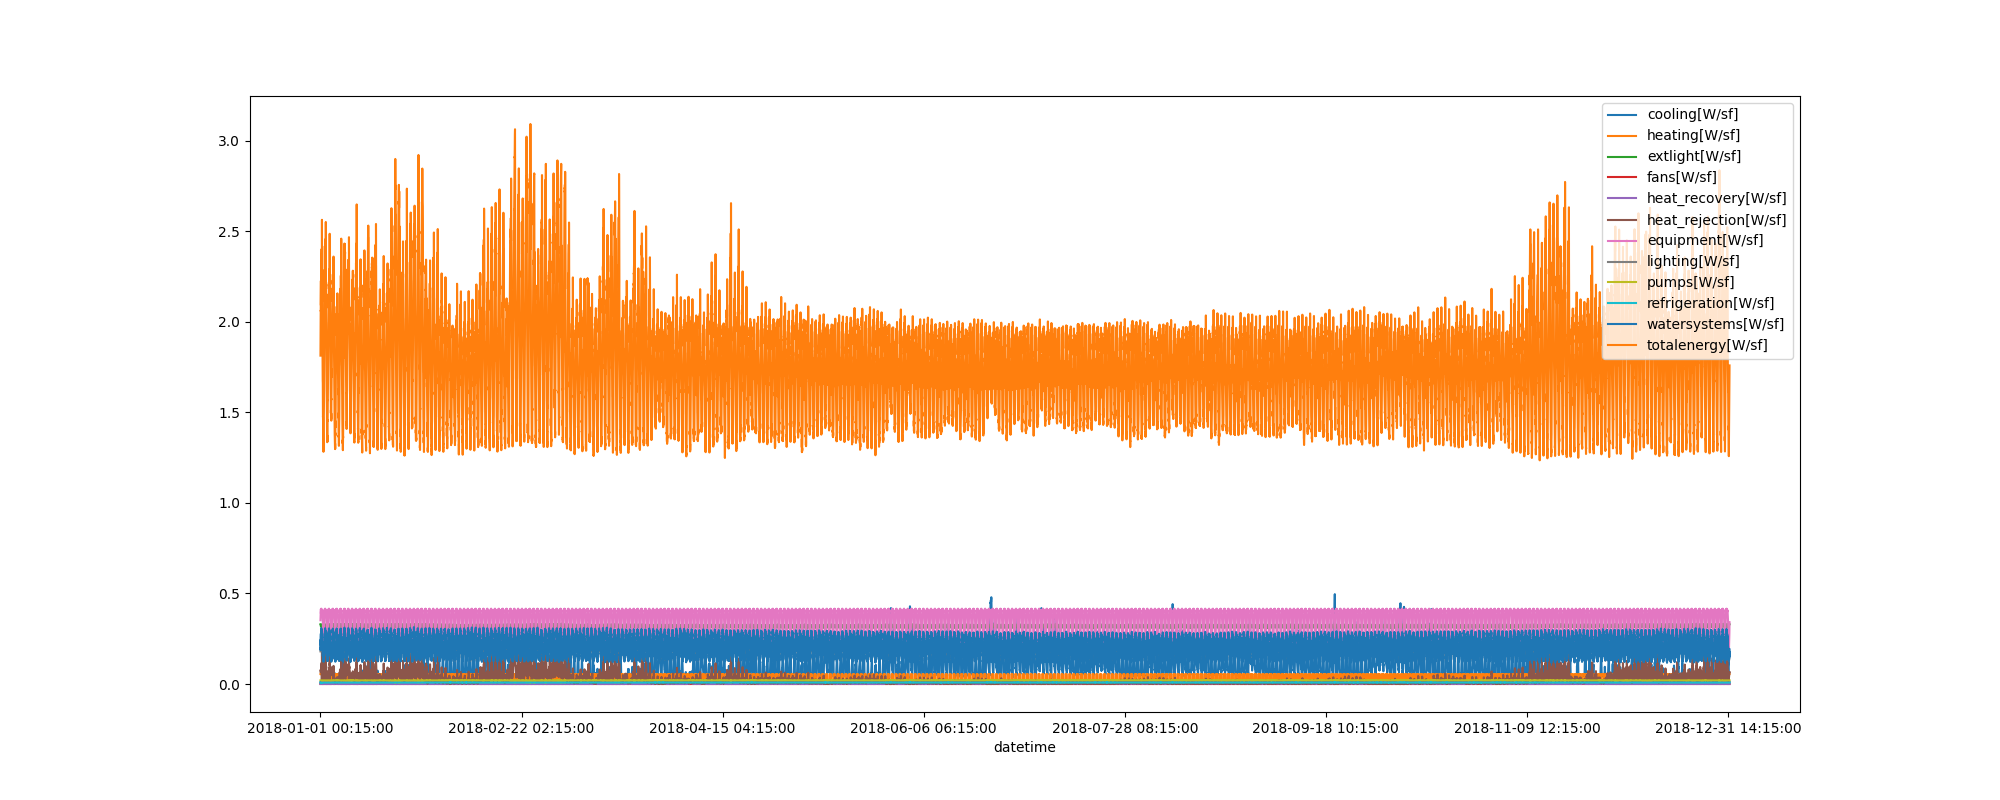 3.0
2.5
2.0
1.5
1.0
0.5
0.0
cooling[W/sf]
heating[W/sf]
extlight[W/sf]
fans[W/sf]
heat_recovery[W/sf]
heat_rejection[W/sf]
equipment[W/sf]
lighting[W/sf]
pumps[W/sf]
refrigeration[W/sf]
watersystems[W/sf]
totalenergy[W/sf]
2018-01-01 00:15:00 2018-02-22 02:15:00 2018-04-15 04:15:00 2018-06-06 06:15:00 2018-07-28 08:15:00 2018-09-18 10:15:00 2018-11-09 12:15:00 2018-12-31 14:15:00
datetime